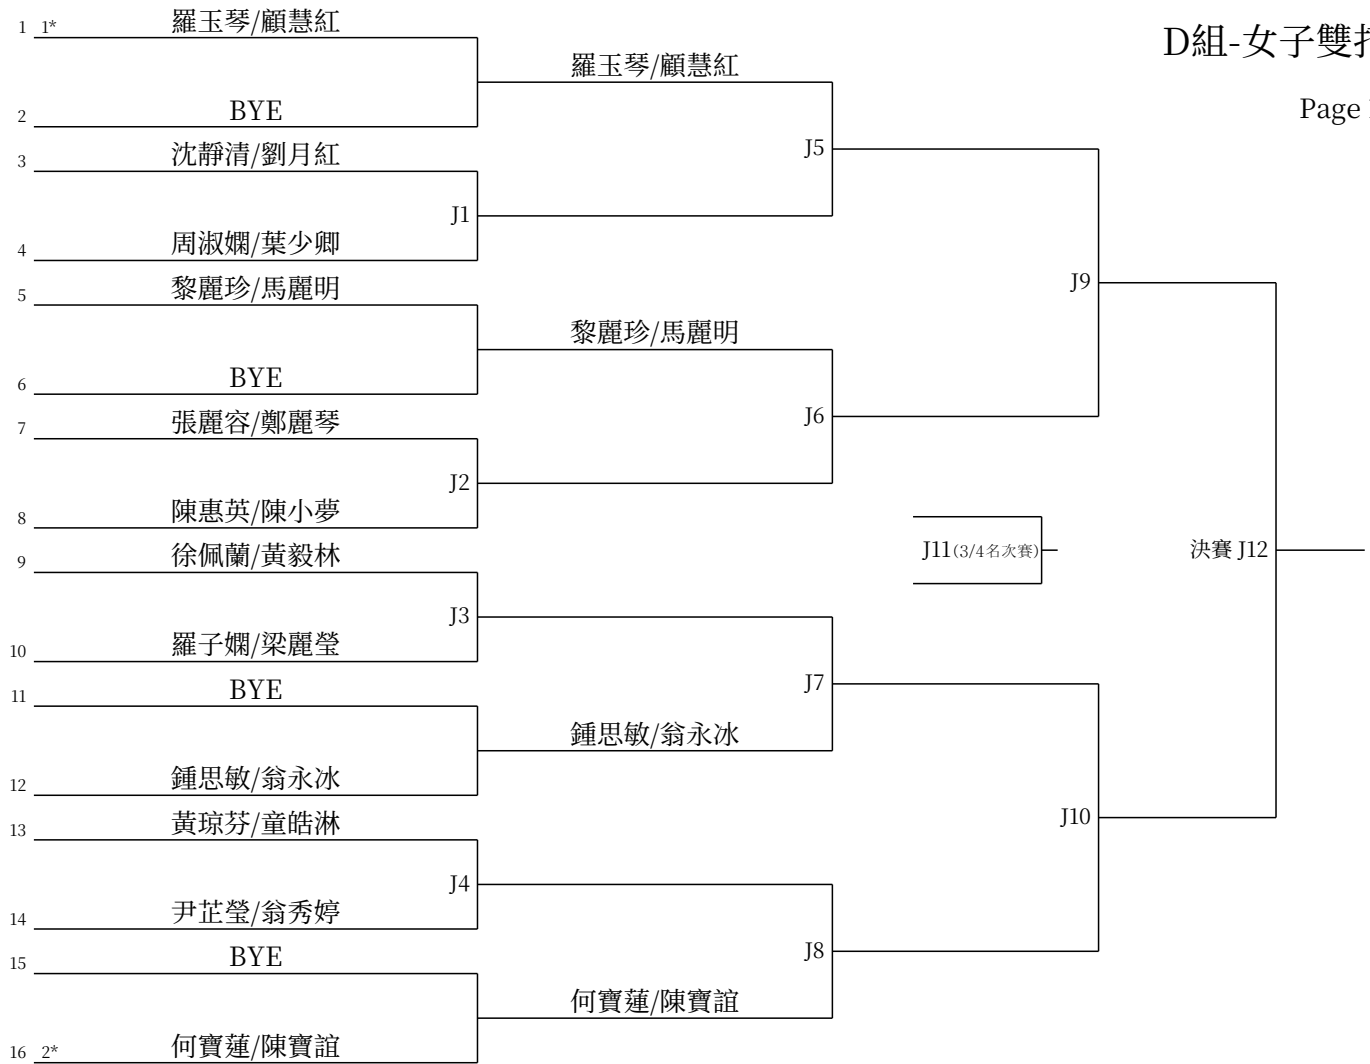 D組-女子雙打
Page
1 1* 羅玉琴/顧慧紅
羅玉琴/顧慧紅
2 BYE
J5
3 沈靜清/劉月紅
J1
4 周淑嫻/葉少卿
J9
5 黎麗珍/馬麗明
黎麗珍/馬麗明
6 BYE
J6
7 張麗容/鄭麗琴
J2
8 陳惠英/陳小夢
J11(3/4名次賽)
決賽 J12
9 徐佩蘭/黃毅林
J3
10 羅子嫻/梁麗瑩
J7
11 BYE
鍾思敏/翁永冰
12 鍾思敏/翁永冰
J10
13 黃琼芬/童皓淋
J4
14 尹芷瑩/翁秀婷
J8
15 BYE
何寶蓮/陳寶誼
16 2* 何寶蓮/陳寶誼